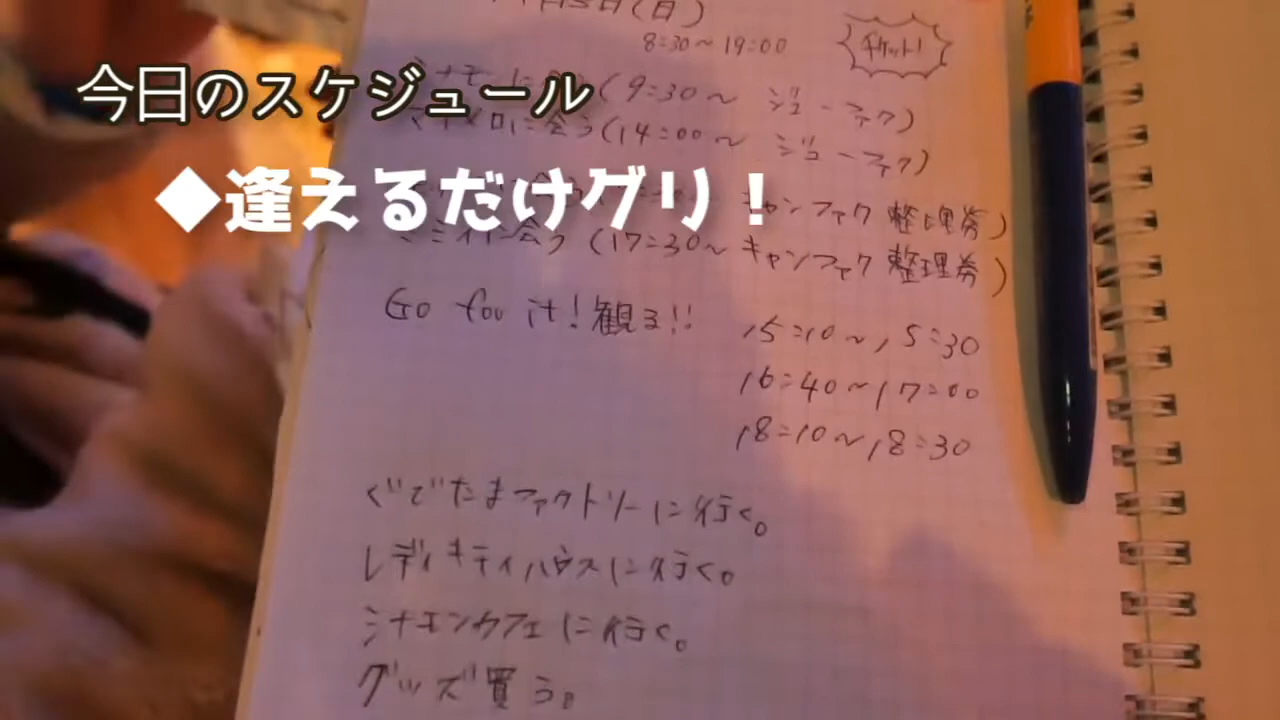 (日)
8:30〜19:00
チケット!
今日のスケジュール
(9:30〜 ジューファク)
に会う(14:00〜 ジューファク)
◆逢えるだけグリ!
キャンファク 整理券)
に会う(17:30〜 キャンファク 整理券)
Go for it!観る!!
15:10〜15:30
16:40〜17:00
18:10〜18:30
ぐでたまファクトリーに行く。
レディキティハウスに行く。
ミナエンカフェに行く。
グッズ買う。